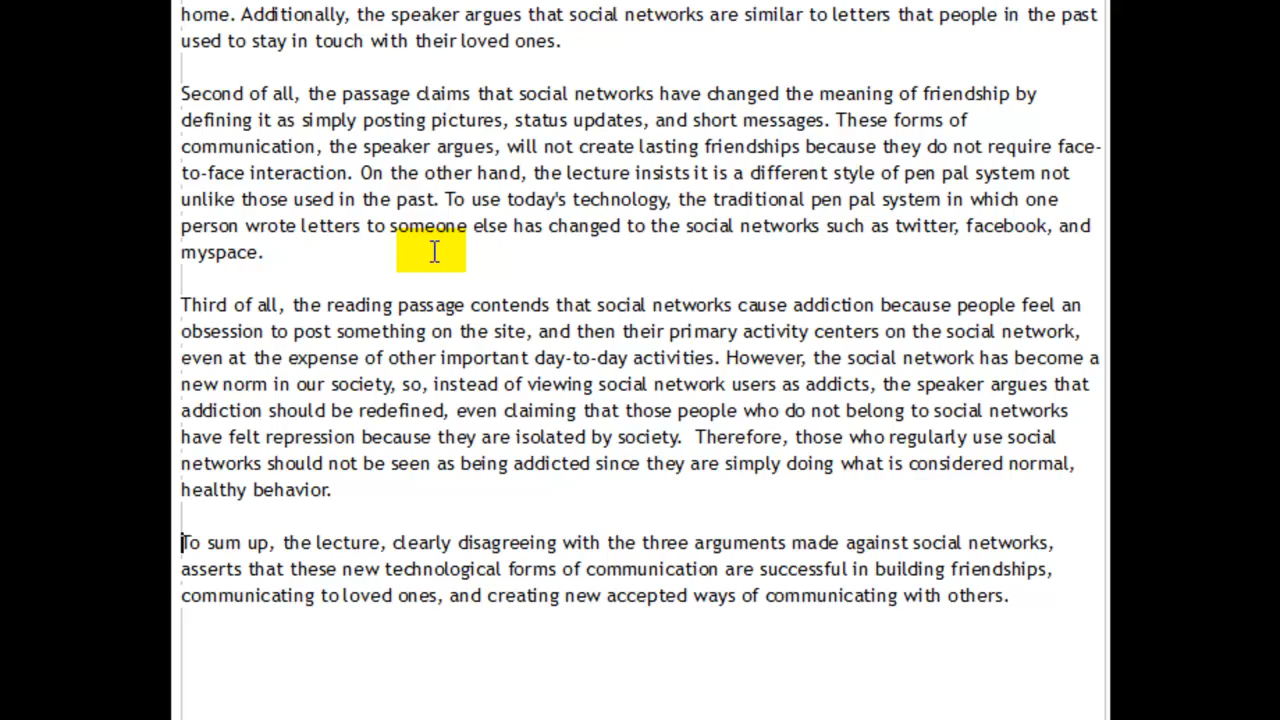 home. Additionally, the speaker argues that social networks are similar to letters that people in the past
used to stay in touch with their loved ones.
Second of all, the passage claims that social networks have changed the meaning of friendship by
defining it as simply posting pictures, status updates, and short messages. These forms of
communication, the speaker argues, will not create lasting friendships because they do not require face-
to-face interaction. On the other hand, the lecture insists it is a different style of pen pal system not
unlike those used in the past. To use today's technology, the traditional pen pal system in which one
person wrote letters to someone else has changed to the social networks such as twitter, facebook, and
myspace.
Third of all, the reading passage contends that social networks cause addiction because people feel an
obsession to post something on the site, and then their primary activity centers on the social network,
even at the expense of other important day-to-day activities. However, the social network has become a
new norm in our society, so, instead of viewing social network users as addicts, the speaker argues that
addiction should be redefined, even claiming that those people who do not belong to social networks
have felt repression because they are isolated by society.  Therefore, those who regularly use social
networks should not be seen as being addicted since they are simply doing what is considered normal,
healthy behavior.
To sum up, the lecture, clearly disagreeing with the three arguments made against social networks,
asserts that these new technological forms of communication are successful in building friendships,
communicating to loved ones, and creating new accepted ways of communicating with others.